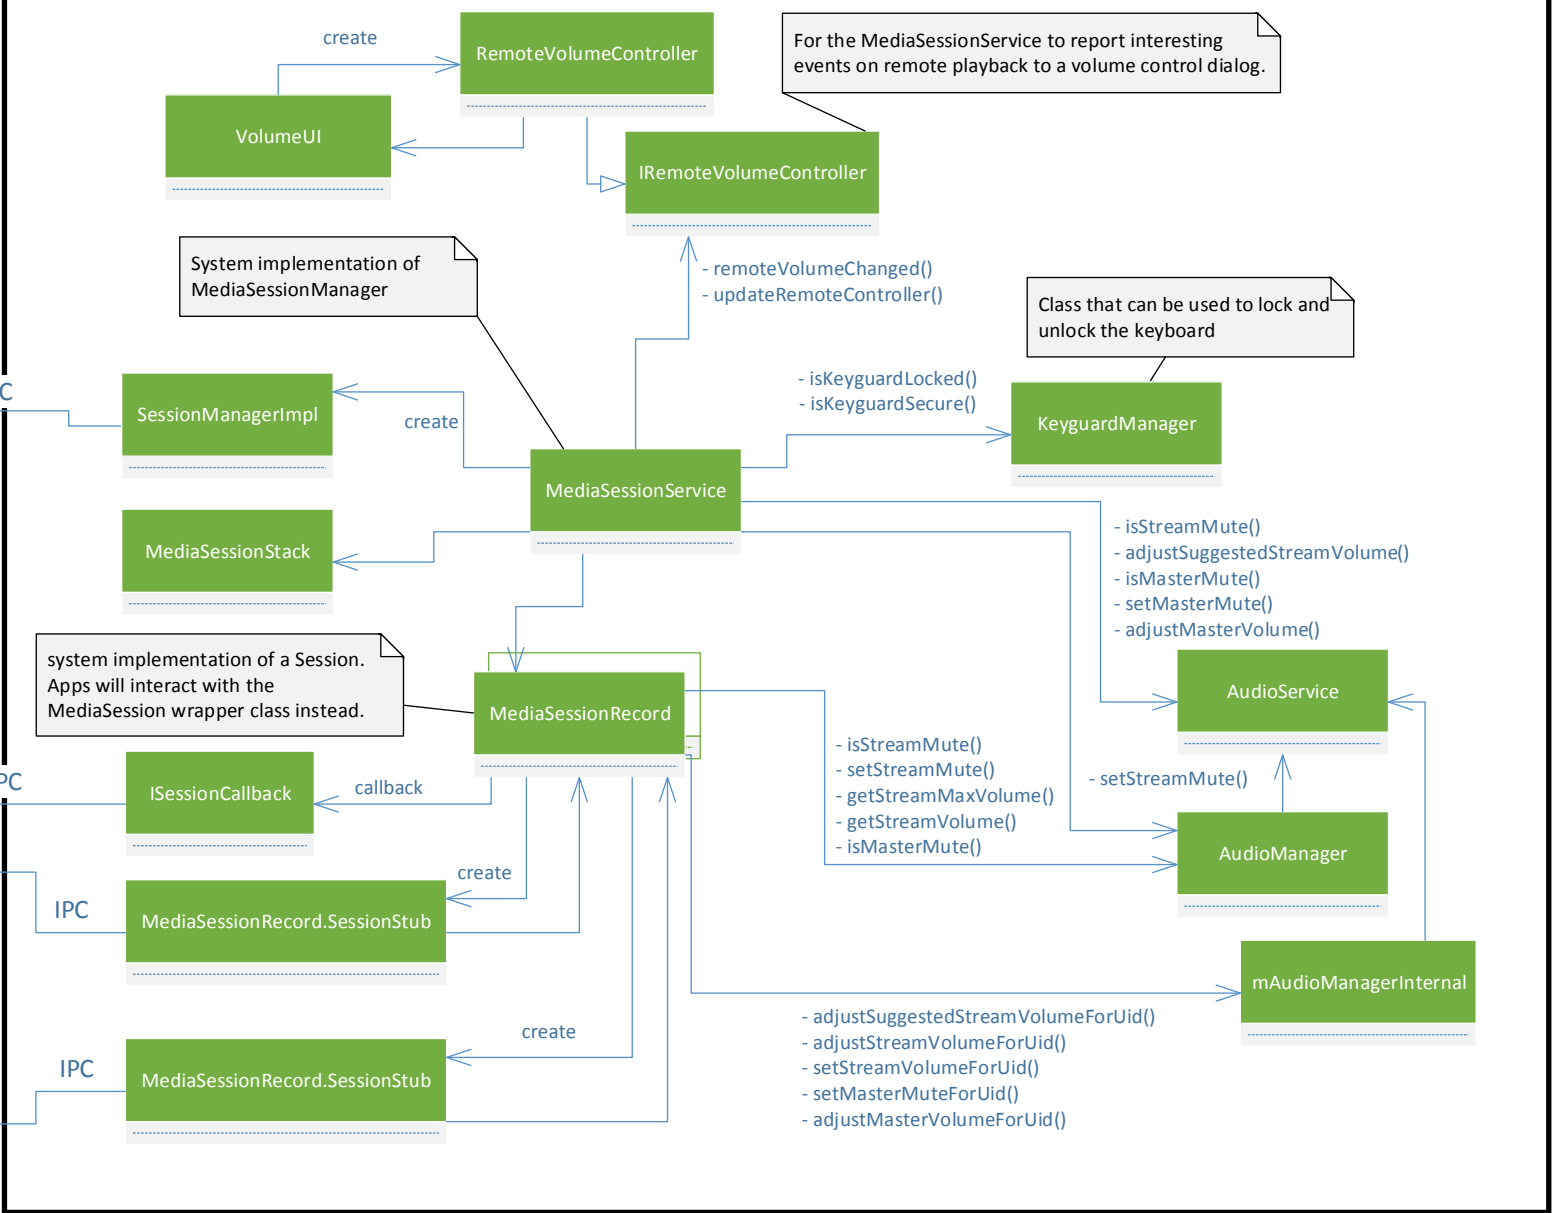 create
RemoteVolumeController
For the MediaSessionService to report interesting
events on remote playback to a volume control dialog.
VolumeUI
IRemoteVolumeController
System implementation of
MediaSessionManager
- remoteVolumeChanged()
- updateRemoteController()
Class that can be used to lock and
unlock the keyboard
C
SessionManagerImpl
create
- isKeyguardLocked()
- isKeyguardSecure()
KeyguardManager
MediaSessionService
MediaSessionStack
- isStreamMute()
- adjustSuggestedStreamVolume()
- isMasterMute()
- setMasterMute()
- adjustMasterVolume()
system implementation of a Session.
Apps will interact with the
MediaSession wrapper class instead.
MediaSessionRecord
AudioService
- isStreamMute()
- setStreamMute()
- getStreamMaxVolume()
- getStreamVolume()
- isMasterMute()
- setStreamMute()
PC
ISessionCallback
callback
AudioManager
create
IPC
MediaSessionRecord.SessionStub
mAudioManagerInternal
- adjustSuggestedStreamVolumeForUid()
- adjustStreamVolumeForUid()
- setStreamVolumeForUid()
- setMasterMuteForUid()
- adjustMasterVolumeForUid()
create
IPC
MediaSessionRecord.SessionStub